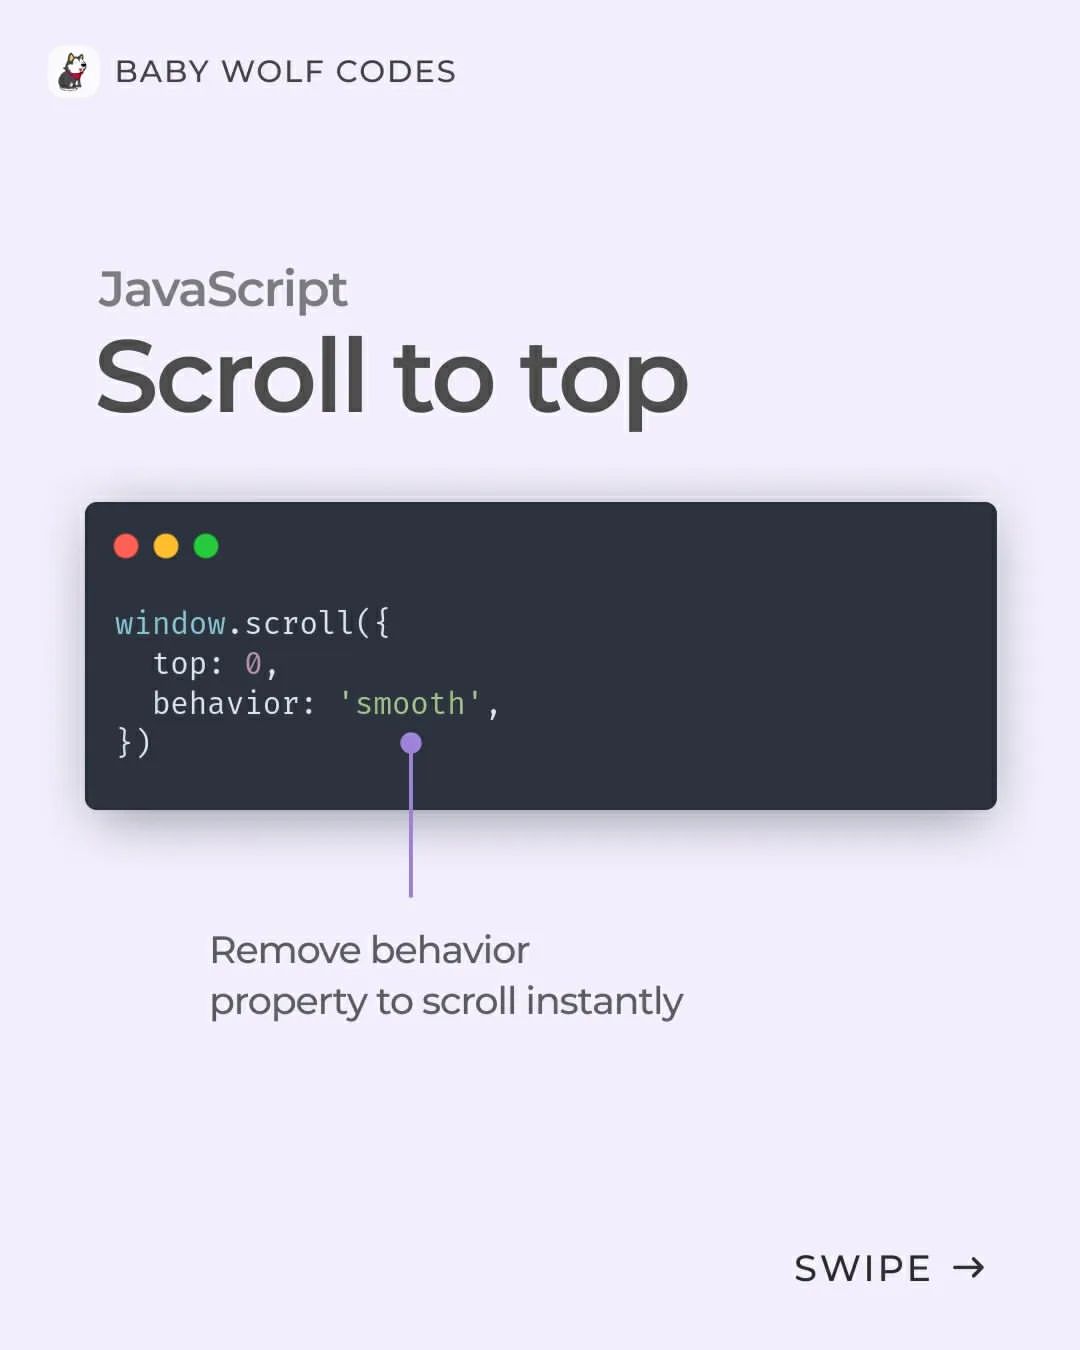 BABY WOLF CODES
JavaScript
Scroll to top
window.scroll({
  top: 0,
  behavior: 'smooth',
})
Remove behavior
property to scroll instantly
SWIPE →